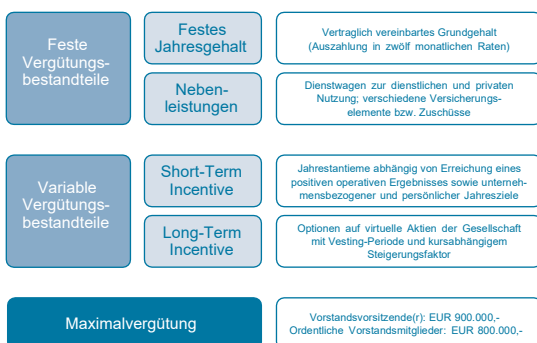 Feste
Vergütungs-
bestandteile
Festes
Jahresgehalt
Vertraglich vereinbartes Grundgehalt
(Auszahlung in zwölf monatlichen Raten)
Neben-
leistungen
Dienstwagen zur dienstlichen und privaten
Nutzung; verschiedene Versicherungs-
elemente bzw. Zuschüsse
Variable
Vergütungs-
bestandteile
Short-Term
Incentive
Jahrestantieme abhängig von Erreichung eines
positiven operativen Ergebnisses sowie unterneh-
mensbezogener und persönlicher Jahresziele
Long-Term
Incentive
Optionen auf virtuelle Aktien der Gesellschaft
mit Vesting-Periode und kursabhängigem
Steigerungsfaktor
Maximalvergütung
Vorstandsvorsitzende(r): EUR 900.000,-
Ordentliche Vorstandsmitglieder: EUR 800.000,-